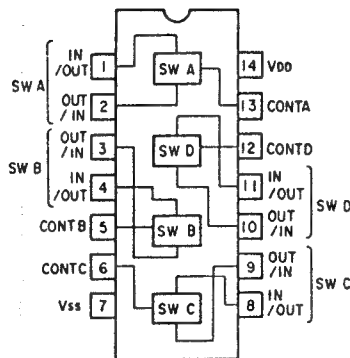 SW A
IN
/OUT
1
OUT
/IN
2
SW B
OUT
/IN
3
IN
/OUT
4
CONTB
5
CONTC
6
VSS
7
SW A
SW D
SW B
SW C
14
VDD
13
CONTA
12
CONTD
11
IN
/OUT
10
OUT
/IN
SW D
9
OUT
/IN
8
IN
/OUT
SW C